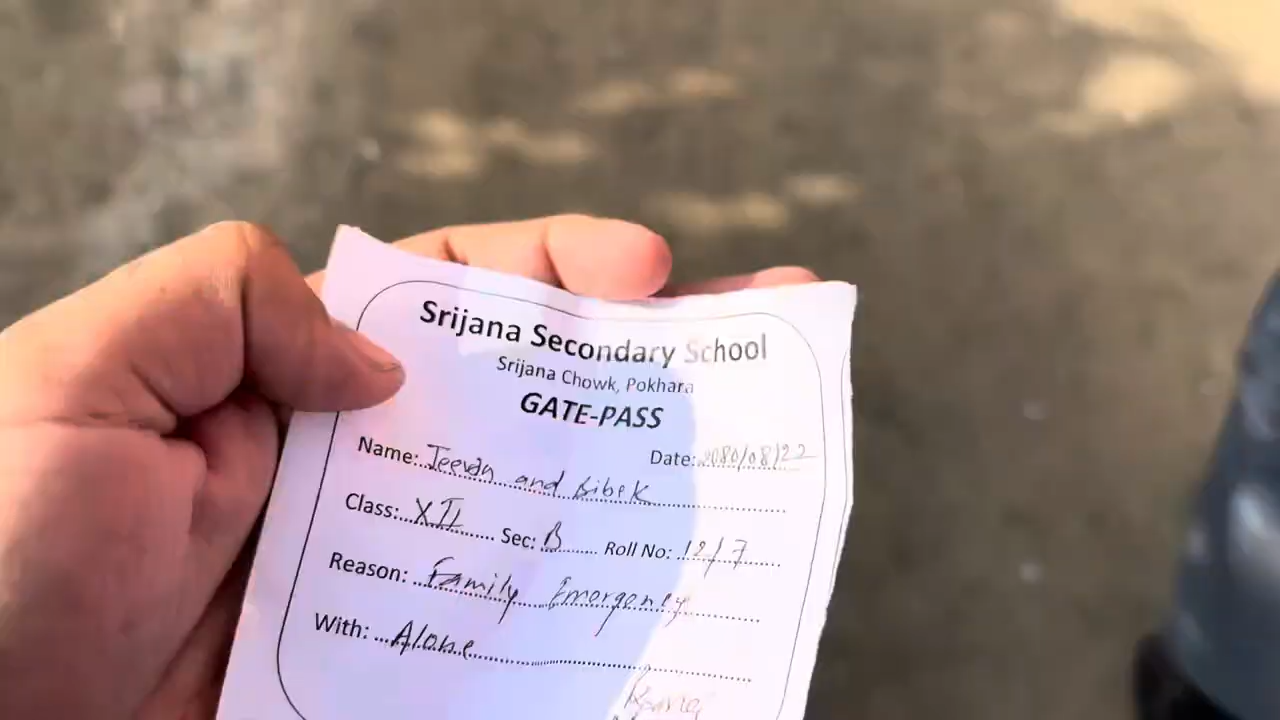 Srijana Secondary School
Srijana Chowk, Pokhara
GATE-PASS
Name: Jeevan and Bibek Date: 2080/08/22
Class: XII Sec: B Roll No: 12/7
Reason: Family Emergency
With: Alone